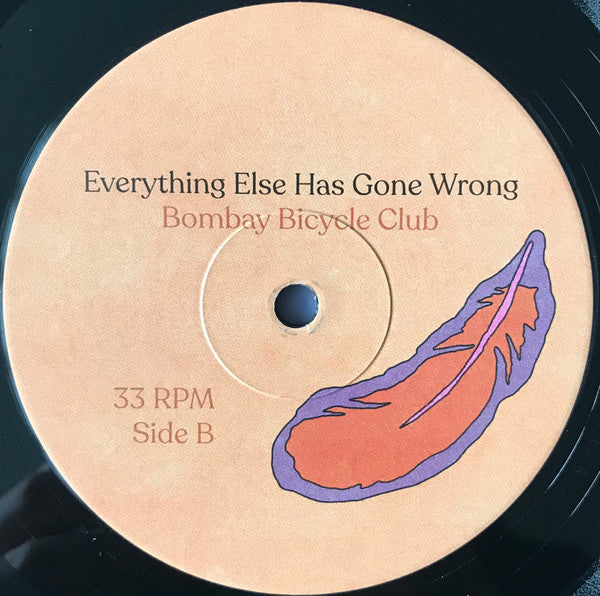 Everything Else Has Gone Wrong
Bombay Bicycle Club
33 RPM
Side B